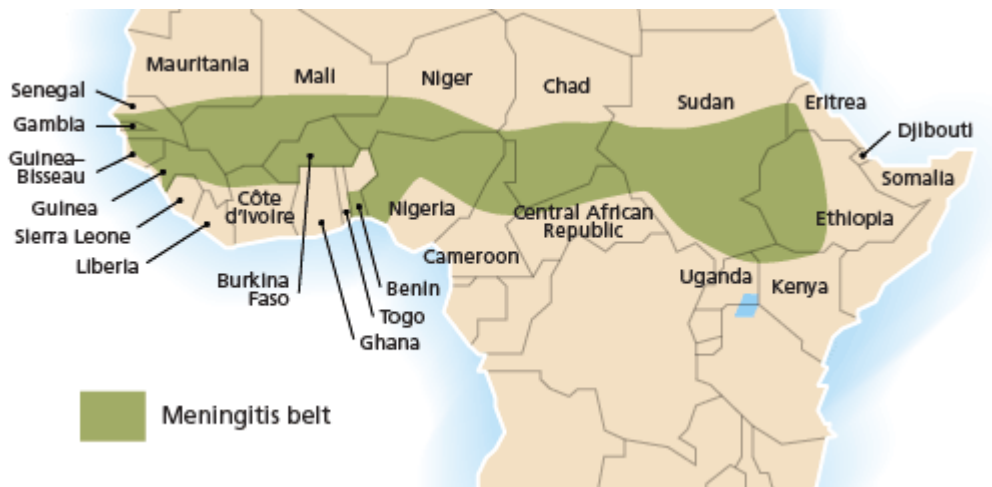 Mauritania
Mali
Niger
Chad
Sudan
Eritrea
Djibouti
Somalia
Ethiopia
Senegal
Gambia
Guinea–
Bisseau
Guinea
Sierra Leone
Liberia
Côte
d'Ivoire
Burkina
Faso
Ghana
Togo
Benin
Nigeria
Cameroon
Central African
Republic
Uganda
Kenya
Meningitis belt